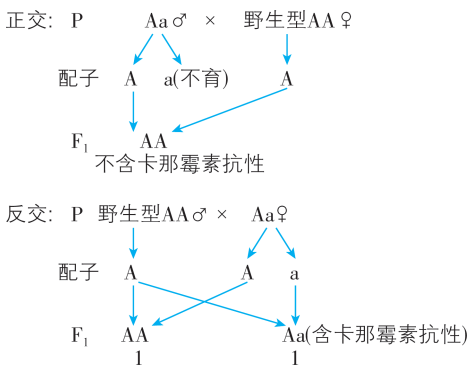 正交: P Aa♂ × 野生型AA♀
配子 A a(不育) A
F₁ AA
不含卡那霉素抗性
反交: P 野生型AA♂ × Aa♀
配子 A A a
F₁ AA Aa(含卡那霉素抗性)
1 1